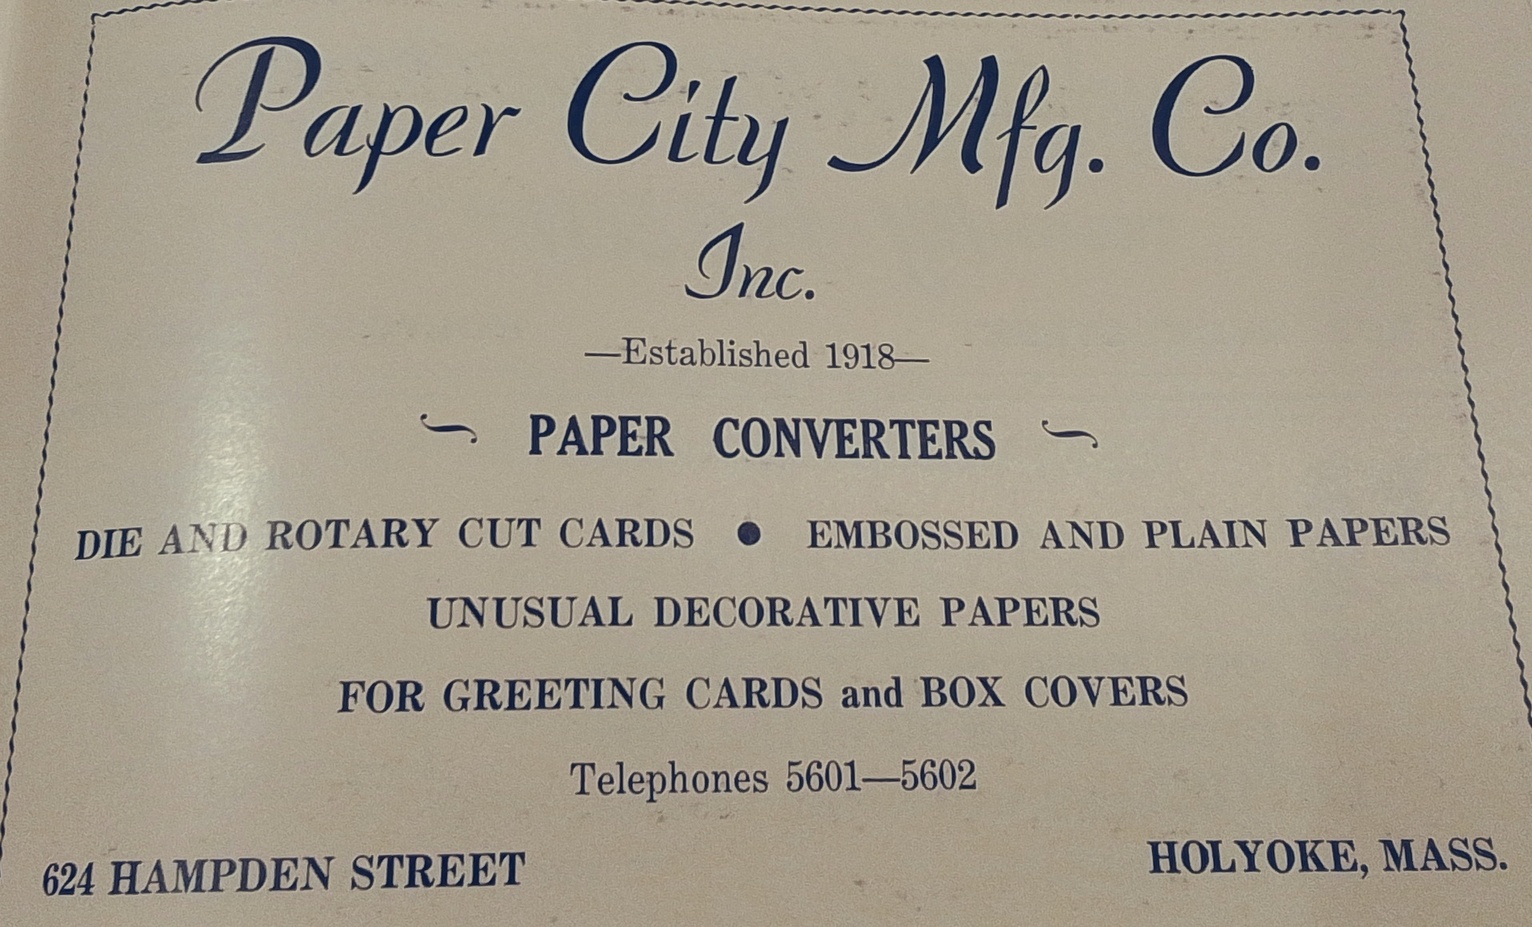 Paper City Mfg. Co.
Inc.
—Established 1918—
PAPER CONVERTERS
DIE AND ROTARY CUT CARDS ● EMBOSSED AND PLAIN PAPERS
UNUSUAL DECORATIVE PAPERS
FOR GREETING CARDS and BOX COVERS
Telephones 5601—5602
624 HAMPDEN STREET HOLYOKE, MASS.